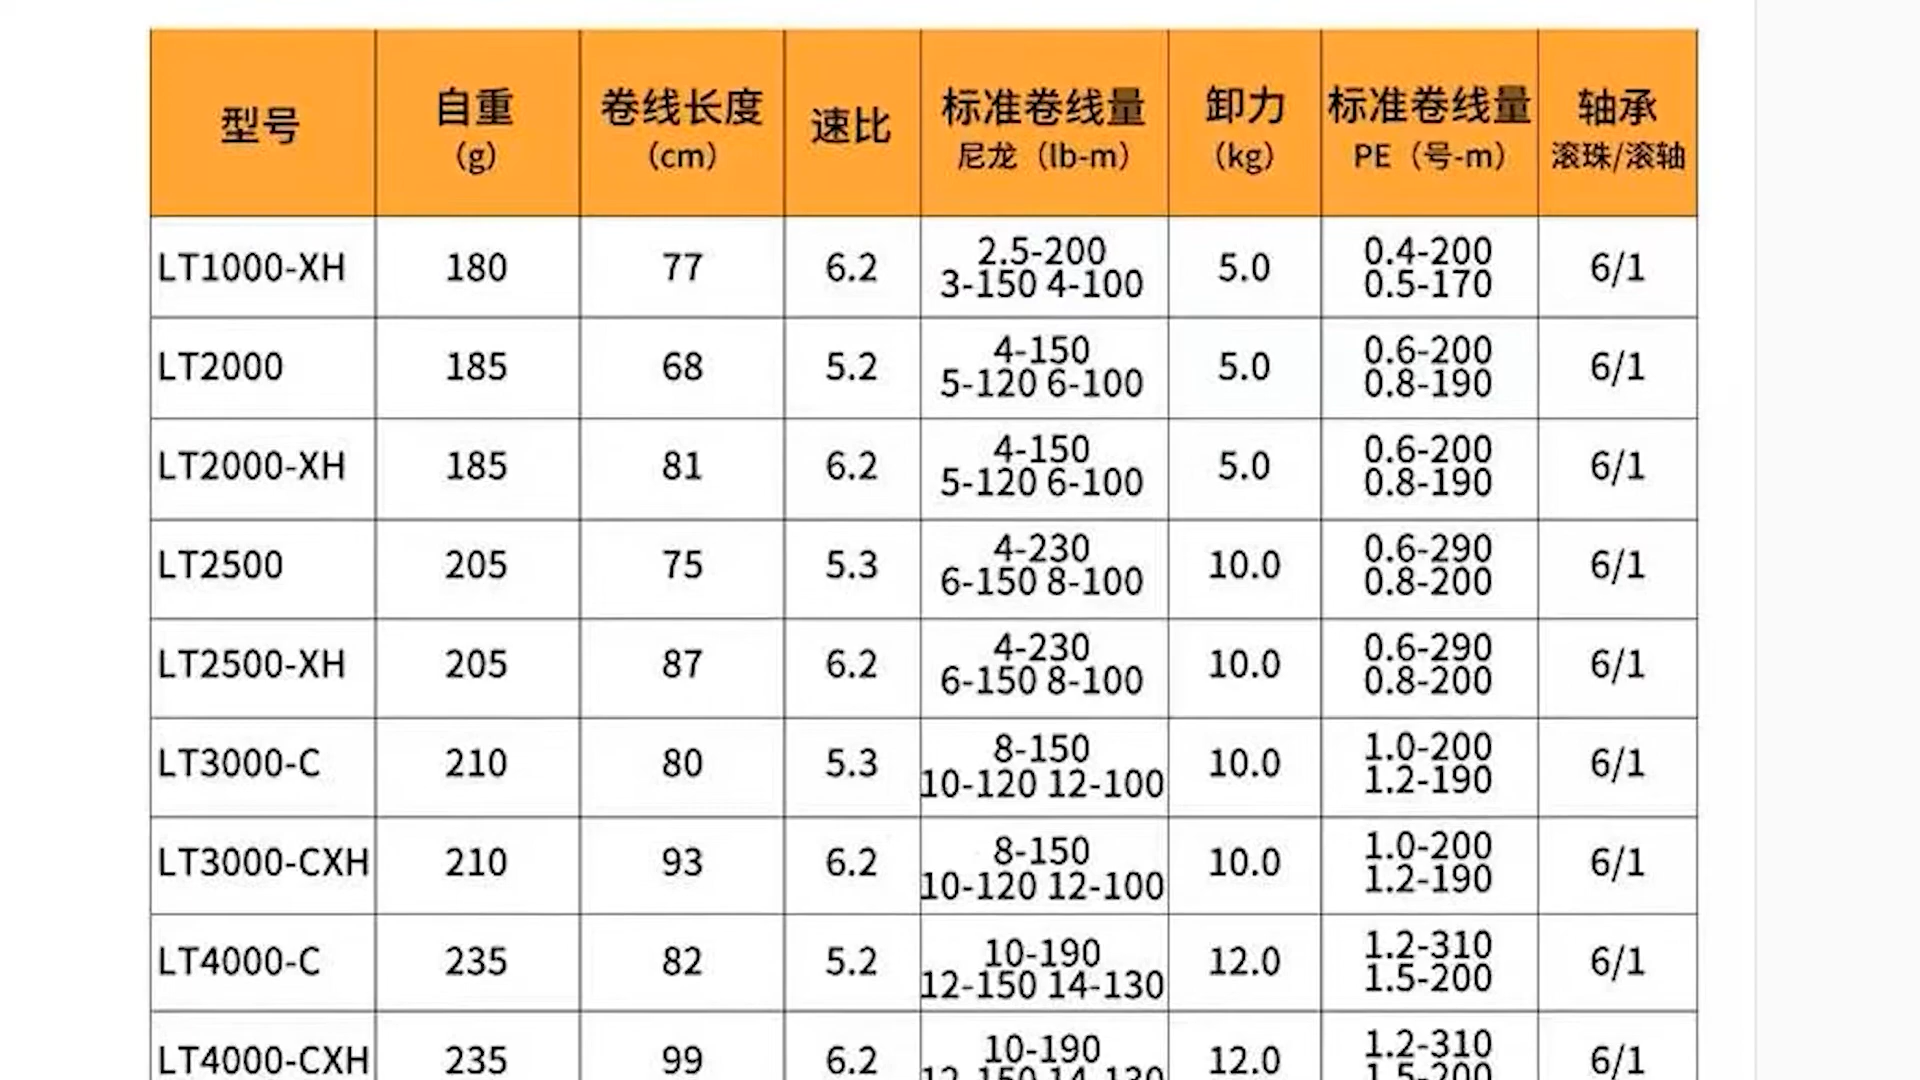 型号 自重 卷线长度 速比 标准卷线量 卸力 标准卷线量 轴承
(g) (cm) 尼龙（lb-m） (kg) PE（号-m） 滚珠/滚轴
LT1000-XH 180 77 6.2 2.5-200 5.0 0.4-200 6/1
3-150 4-100 0.5-170
LT2000 185 68 5.2 4-150 5.0 0.6-200 6/1
5-120 6-100 0.8-190
LT2000-XH 185 81 6.2 4-150 5.0 0.6-200 6/1
5-120 6-100 0.8-190
LT2500 205 75 5.3 4-230 10.0 0.6-290 6/1
6-150 8-100 0.8-200
LT2500-XH 205 87 6.2 4-230 10.0 0.6-290 6/1
6-150 8-100 0.8-200
LT3000-C 210 80 5.3 8-150 10.0 1.0-200 6/1
10-120 12-100 1.2-190
LT3000-CXH 210 93 6.2 8-150 10.0 1.0-200 6/1
10-120 12-100 1.2-190
LT4000-C 235 82 5.2 10-190 12.0 1.2-310 6/1
12-150 14-130 1.5-200
LT4000-CXH 235 99 6.2 10-190 12.0 1.2-310 6/1
12-150 14-130 1.5-200